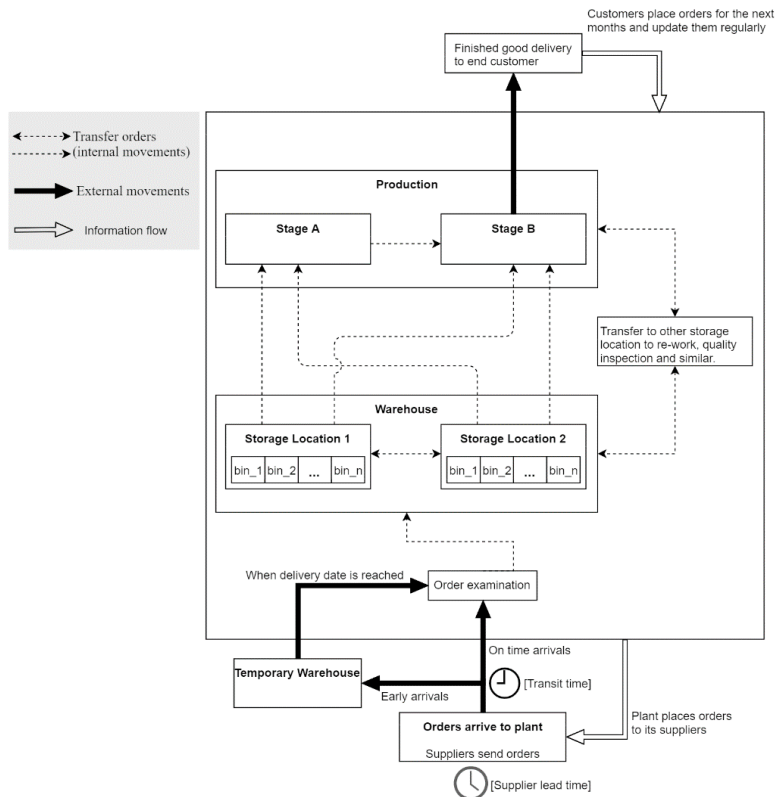 Customers place orders for the next
months and update them regularly
Finished good delivery
to end customer
Transfer orders
(internal movements)
External movements
Information flow
Production
Stage A
Stage B
Transfer to other storage
location to re-work, quality
inspection and similar.
Warehouse
Storage Location 1
bin_1 bin_2 ... bin_n
Storage Location 2
bin_1 bin_2 ... bin_n
When delivery date is reached
Order examination
On time arrivals
Temporary Warehouse
[Transit time]
Early arrivals
Plant places orders
to its suppliers
Orders arrive to plant
Suppliers send orders
[Supplier lead time]